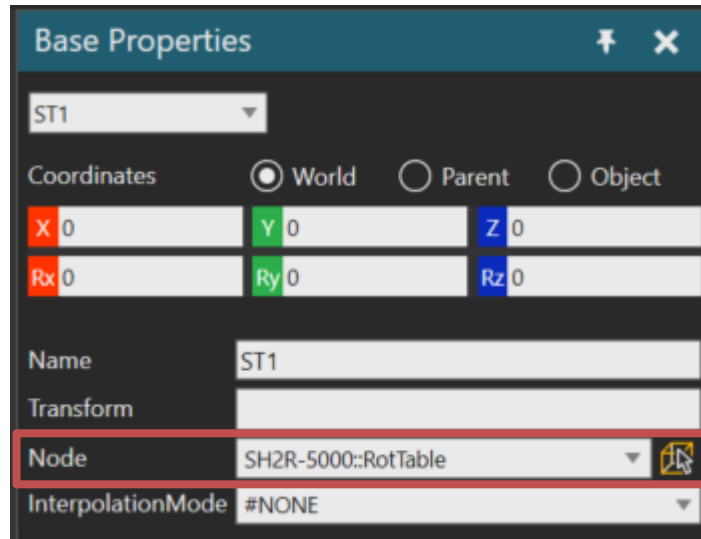 Base Properties
ST1
Coordinates World Parent Object
X 0 Y 0 Z 0
Rx 0 Ry 0 Rz 0
Name ST1
Transform
Node SH2R-5000::RotTable
InterpolationMode #NONE